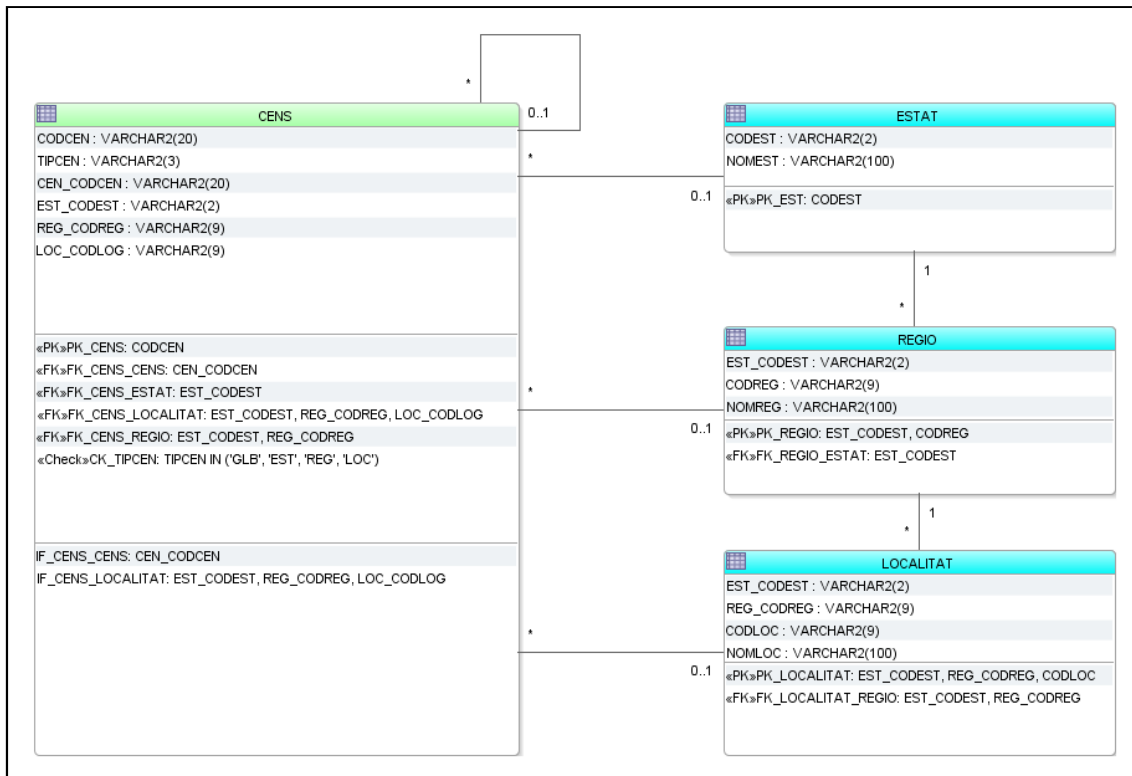 *
0..1
CENS
CODCEN : VARCHAR2(20)
TIPCEN : VARCHAR2(3)
CEN_CODCEN : VARCHAR2(20)
EST_CODEST : VARCHAR2(2)
REG_CODREG : VARCHAR2(9)
LOC_CODLOG : VARCHAR2(9)
«PK»PK_CENS: CODCEN
«FK»FK_CENS_CENS: CEN_CODCEN
«FK»FK_CENS_ESTAT: EST_CODEST
«FK»FK_CENS_LOCALITAT: EST_CODEST, REG_CODREG, LOC_CODLOG
«FK»FK_CENS_REGIO: EST_CODEST, REG_CODREG
«Check»CK_TIPCEN: TIPCEN IN ('GLB', 'EST', 'REG', 'LOC')
IF_CENS_CENS: CEN_CODCEN
IF_CENS_LOCALITAT: EST_CODEST, REG_CODREG, LOC_CODLOG
*
0..1
ESTAT
CODEST : VARCHAR2(2)
NOMEST : VARCHAR2(100)
«PK»PK_EST: CODEST
1
*
*
0..1
REGIO
EST_CODEST : VARCHAR2(2)
CODREG : VARCHAR2(9)
NOMREG : VARCHAR2(100)
«PK»PK_REGIO: EST_CODEST, CODREG
«FK»FK_REGIO_ESTAT: EST_CODEST
1
*
*
0..1
LOCALITAT
EST_CODEST : VARCHAR2(2)
REG_CODREG : VARCHAR2(9)
CODLOC : VARCHAR2(9)
NOMLOC : VARCHAR2(100)
«PK»PK_LOCALITAT: EST_CODEST, REG_CODREG, CODLOC
«FK»FK_LOCALITAT_REGIO: EST_CODEST, REG_CODREG